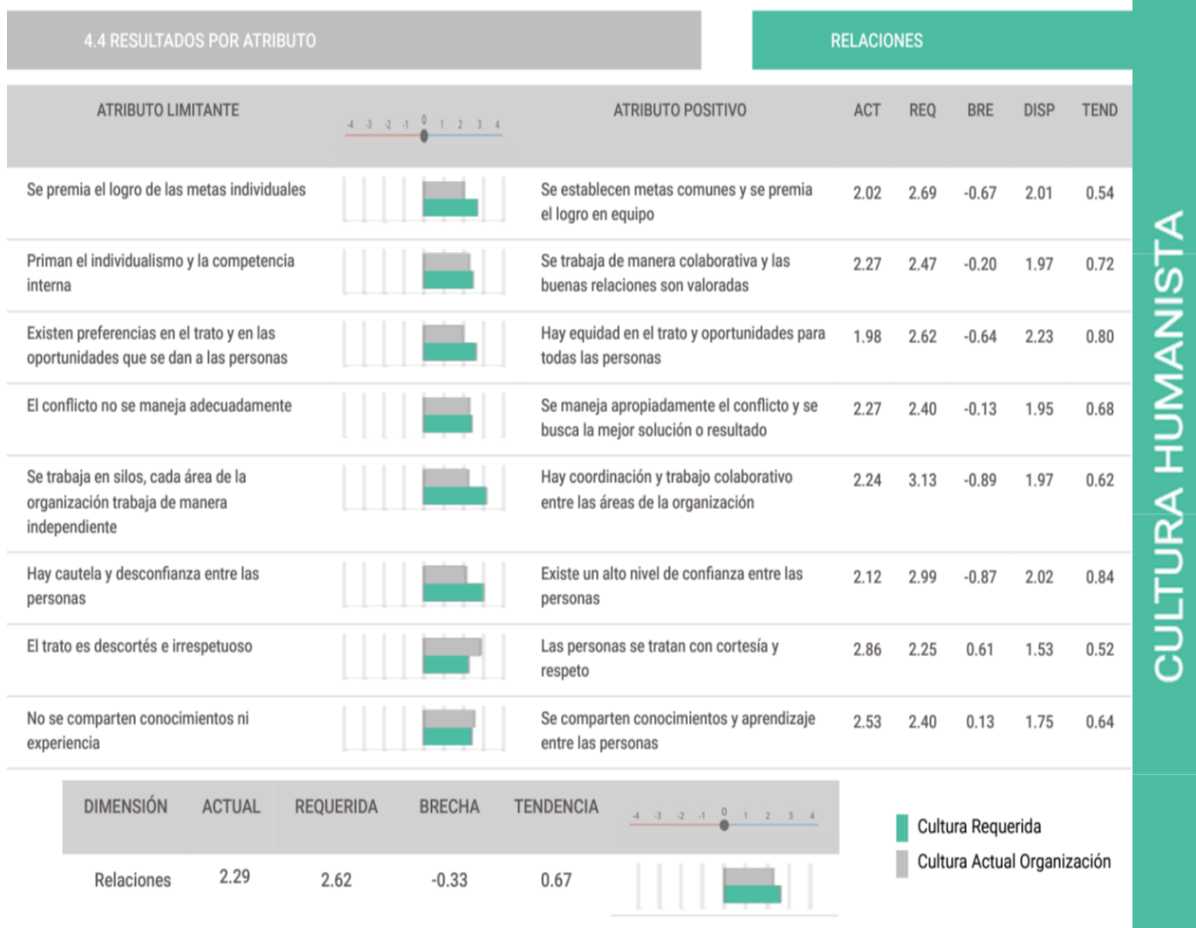 4.4 RESULTADOS POR ATRIBUTO
RELACIONES
ATRIBUTO LIMITANTE
-4 -3 -2 -1 0 1 2 3 4
ATRIBUTO POSITIVO
ACT REQ BRE DISP TEND
Se premia el logro de las metas individuales
Se establecen metas comunes y se premia
el logro en equipo
2.02 2.69 -0.67 2.01 0.54
Priman el individualismo y la competencia
interna
Se trabaja de manera colaborativa y las
buenas relaciones son valoradas
2.27 2.47 -0.20 1.97 0.72
Existen preferencias en el trato y en las
oportunidades que se dan a las personas
Hay equidad en el trato y oportunidades para
todas las personas
1.98 2.62 -0.64 2.23 0.80
El conflicto no se maneja adecuadamente
Se maneja apropiadamente el conflicto y se
busca la mejor solución o resultado
2.27 2.40 -0.13 1.95 0.68
Se trabaja en silos, cada área de la
organización trabaja de manera
independiente
Hay coordinación y trabajo colaborativo
entre las áreas de la organización
2.24 3.13 -0.89 1.97 0.62
Hay cautela y desconfianza entre las
personas
Existe un alto nivel de confianza entre las
personas
2.12 2.99 -0.87 2.02 0.84
El trato es descortés e irrespetuoso
Las personas se tratan con cortesía y
respeto
2.86 2.25 0.61 1.53 0.52
No se comparten conocimientos ni
experiencia
Se comparten conocimientos y aprendizaje
entre las personas
2.53 2.40 0.13 1.75 0.64
DIMENSIÓN ACTUAL REQUERIDA BRECHA TENDENCIA
-4 -3 -2 -1 0 1 2 3 4
Relaciones 2.29 2.62 -0.33 0.67
Cultura Requerida
Cultura Actual Organización
CULTURA HUMANISTA